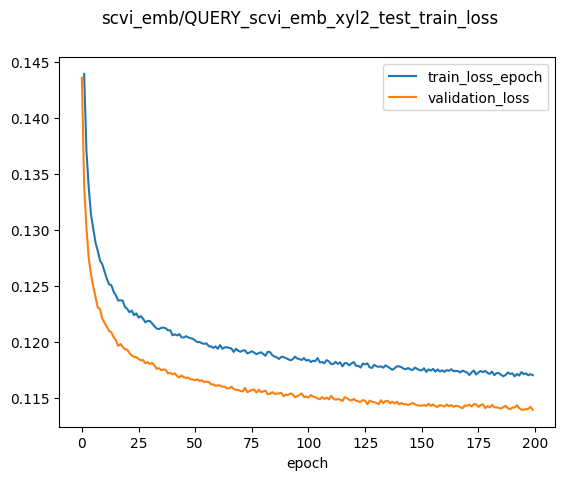 scvi_emb/QUERY_scvi_emb_xyl2_test_train_loss
0.145
0.140
0.135
0.130
0.125
0.120
0.115
train_loss_epoch
validation_loss
0 25 50 75 100 125 150 175 200
epoch